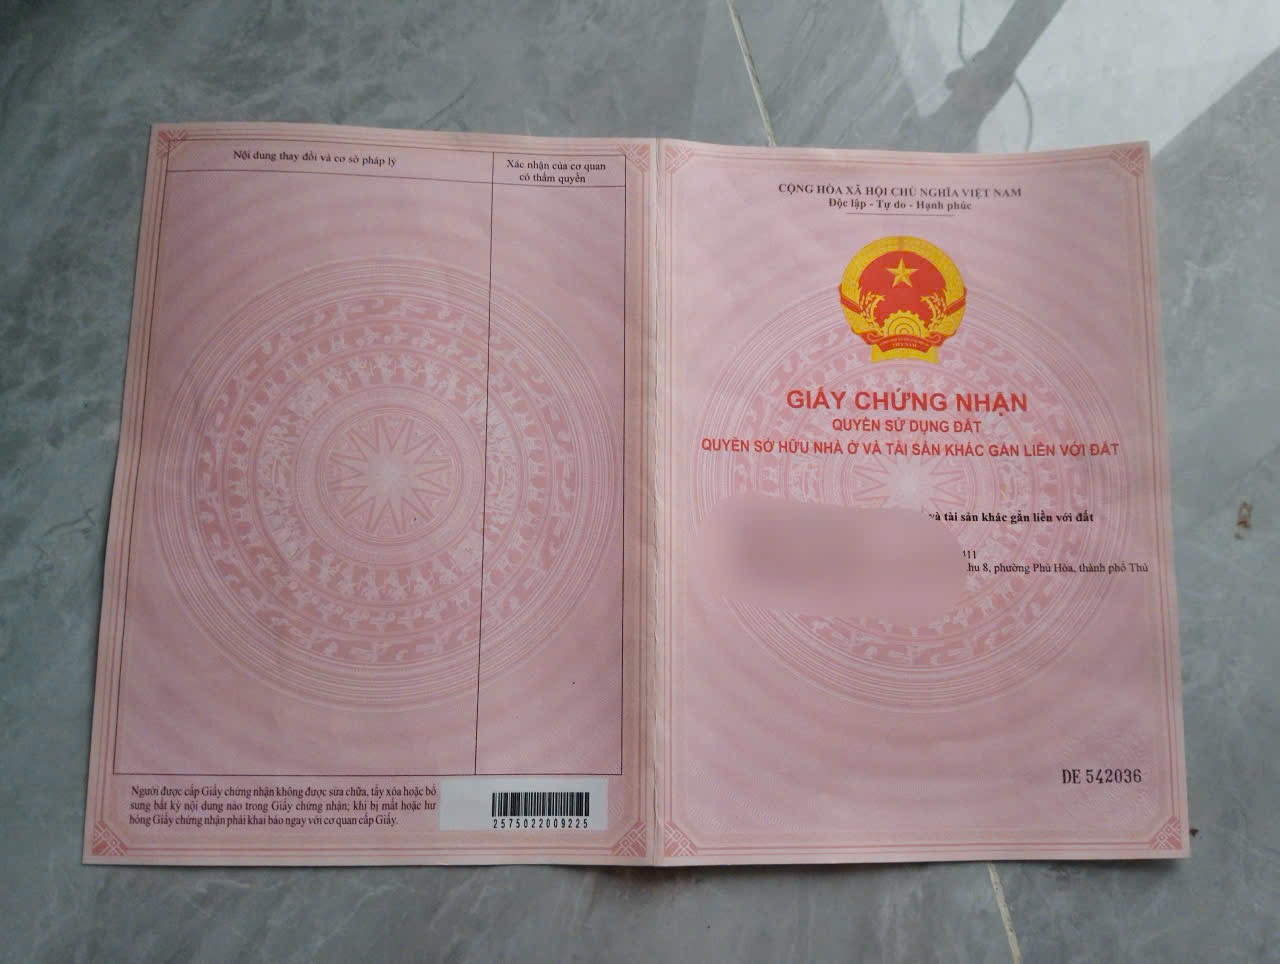 Nội dung thay đổi và cơ sở pháp lý
Xác nhận của cơ quan
có thẩm quyền
Người được cấp Giấy chứng nhận không được sửa chữa, tẩy xóa hoặc bổ
sung bất kỳ nội dung nào trong Giấy chứng nhận; khi bị mất hoặc hư
hỏng Giấy chứng nhận phải khai báo ngay với cơ quan cấp Giấy.
2575022009225
CỘNG HÒA XÃ HỘI CHỦ NGHĨA VIỆT NAM
Độc lập - Tự do - Hạnh phúc
GIẤY CHỨNG NHẬN
QUYỀN SỬ DỤNG ĐẤT
QUYỀN SỞ HỮU NHÀ Ở VÀ TÀI SẢN KHÁC GẮN LIỀN VỚI ĐẤT
và tài sản khác gắn liền với đất
8, phường Phú Hòa, thành phố Thủ
DE 542036